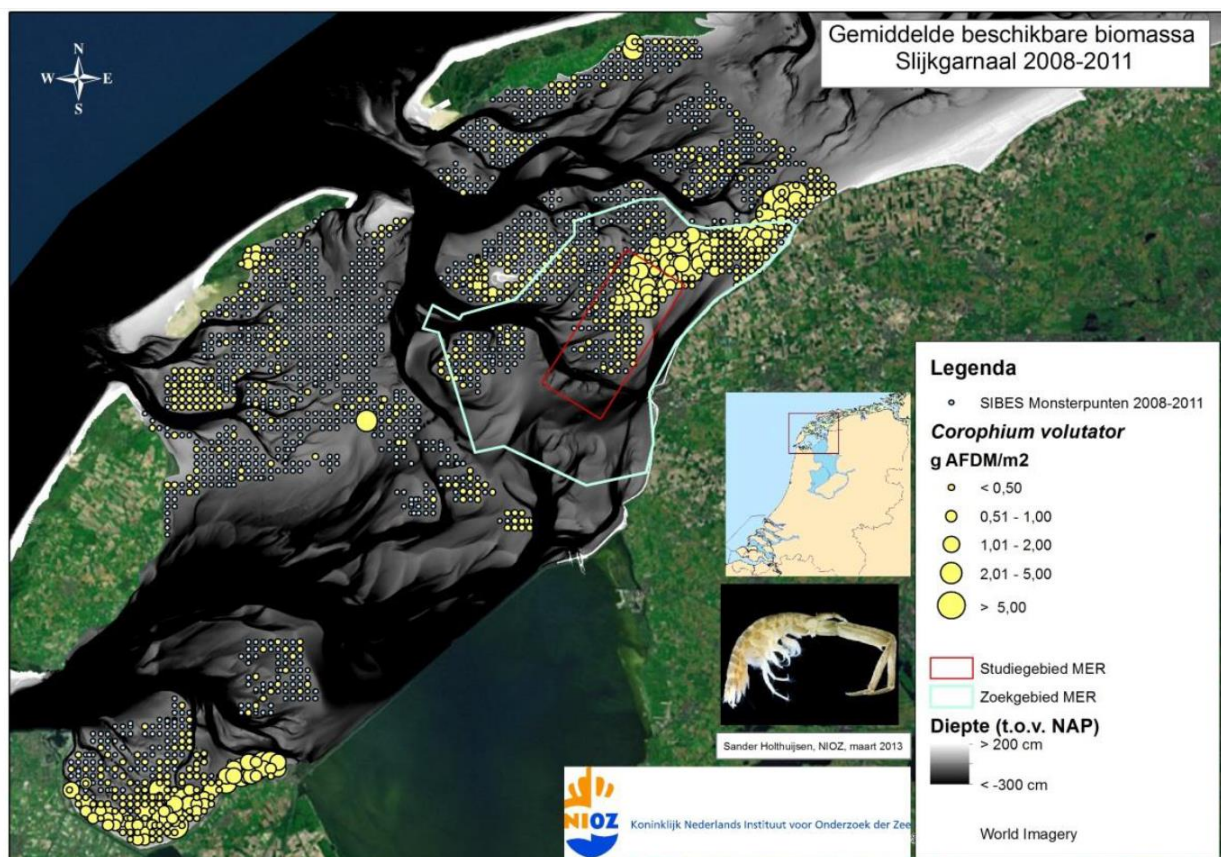 Gemiddelde beschikbare biomassa
Slijkgarnaal 2008-2011
N
W E
S
Legenda
SIBES Monsterpunten 2008-2011
Corophium volutator
g AFDM/m2
< 0,50
0,51 - 1,00
1,01 - 2,00
2,01 - 5,00
> 5,00
Studiegebied MER
Zoekgebied MER
Diepte (t.o.v. NAP)
> 200 cm
< -300 cm
World Imagery
Sander Holthuijsen, NIOZ, maart 2013
NIOZ
Koninklijk Nederlands Instituut voor Onderzoek der Zee